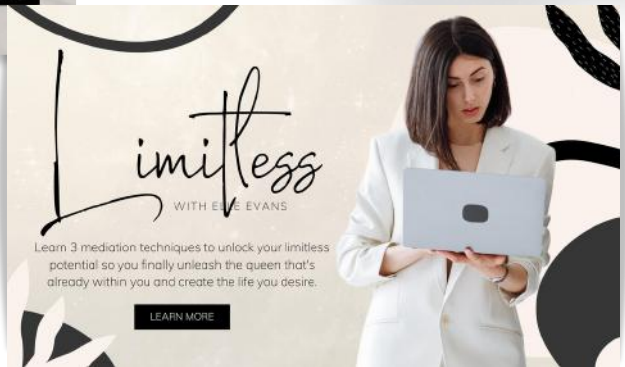 Limitless
WITH ELLE EVANS
Learn 3 mediation techniques to unlock your limitless
potential so you finally unleash the queen that's
already within you and create the life you desire.
LEARN MORE